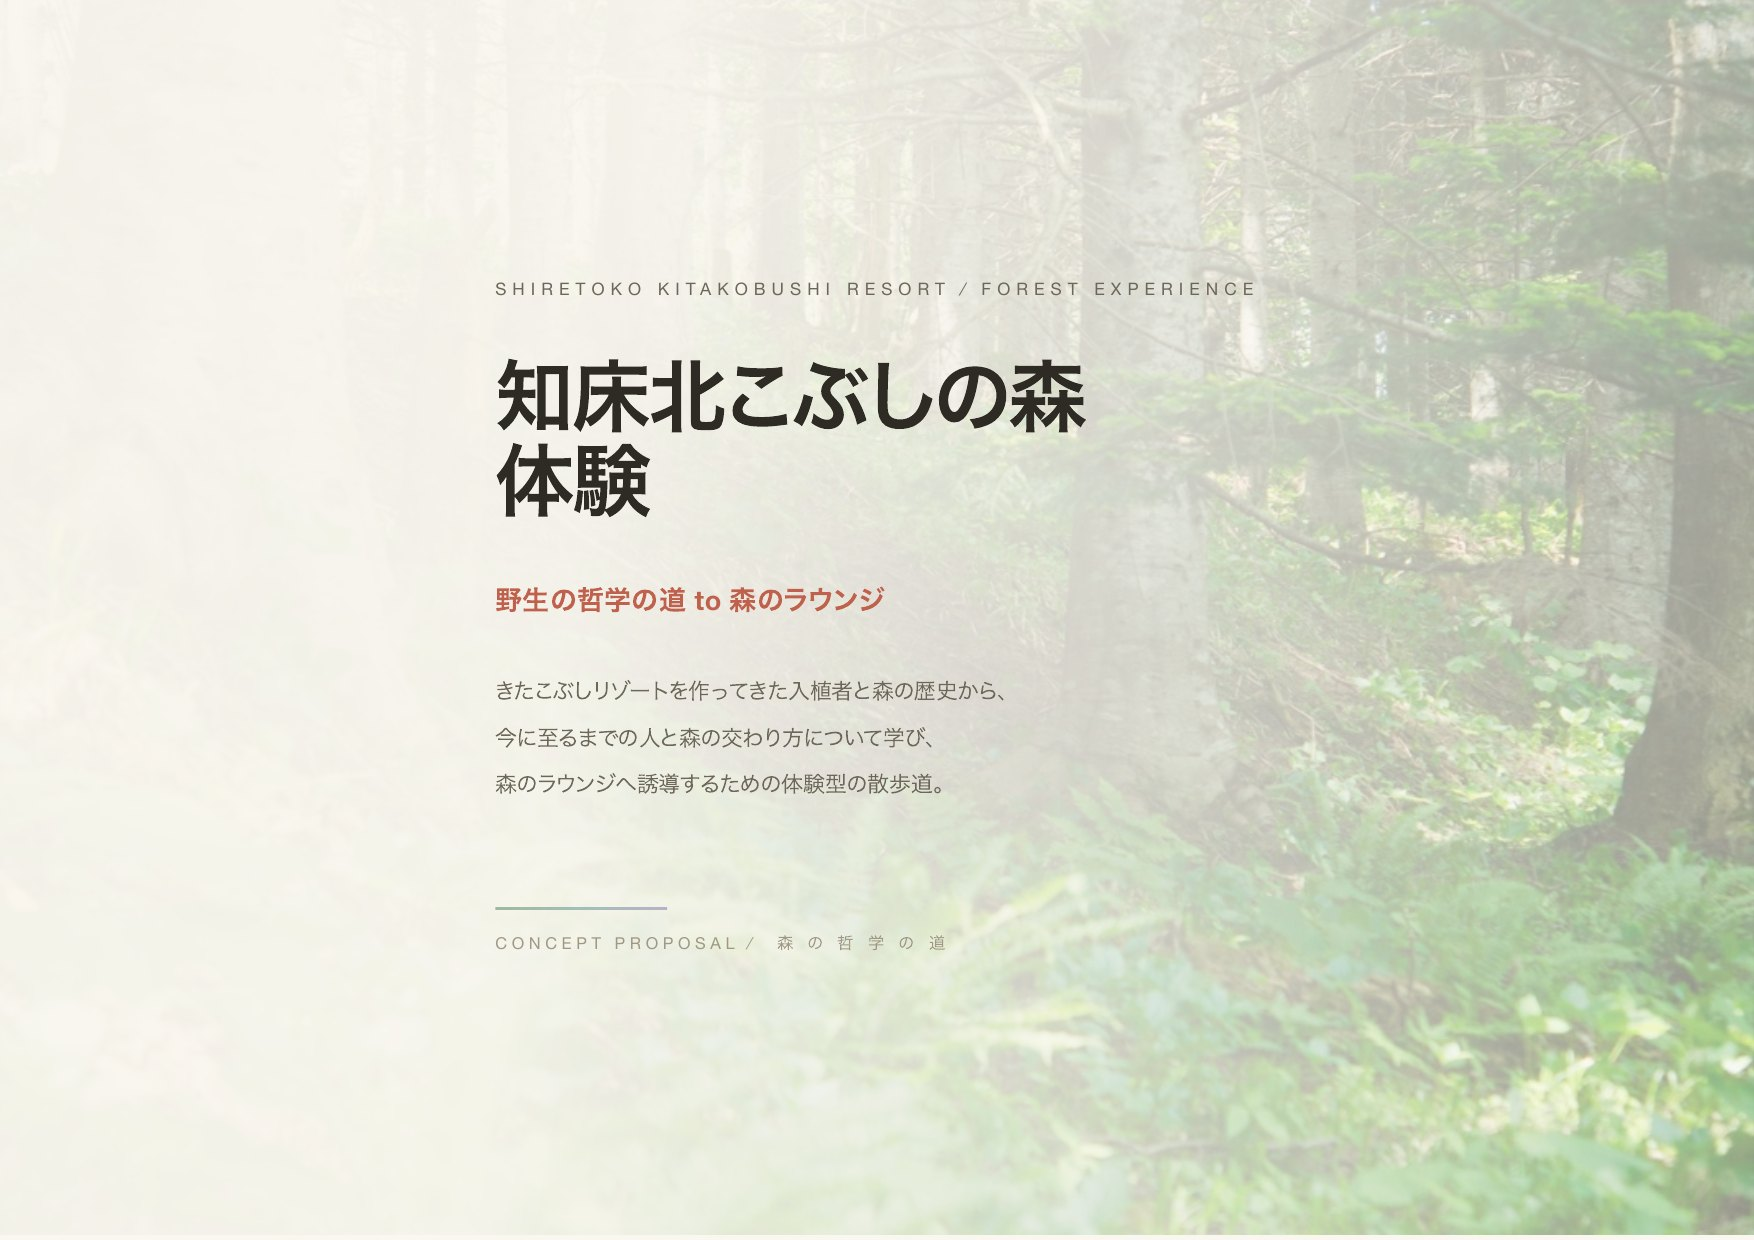 SHIRETOKO KITAKOBUSHI RESORT / FOREST EXPERIENCE
知床北こぶしの森
体験
野生の哲学の道 to 森のラウンジ
きたこぶしリゾートを作ってきた入植者と森の歴史から、
今に至るまでの人と森の交わり方について学び、
森のラウンジへ誘導するための体験型の散歩道。
CONCEPT PROPOSAL / 森の哲学の道